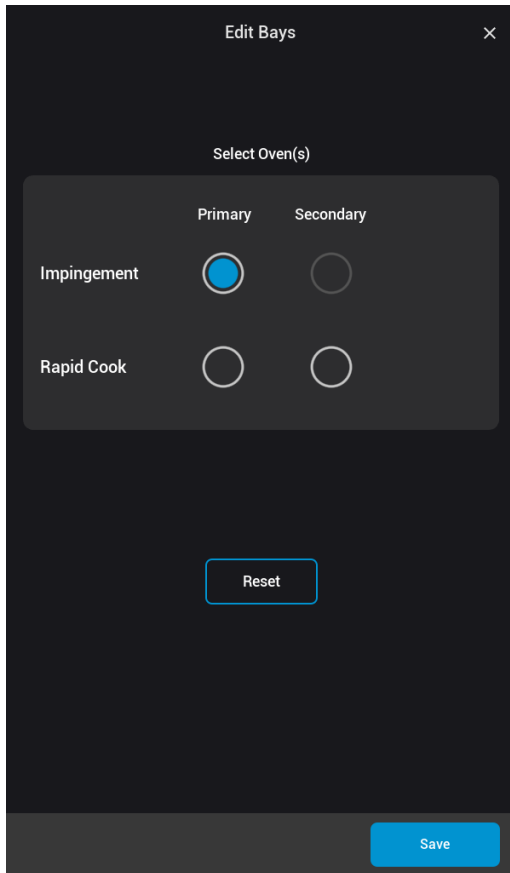 Edit Bays
Select Oven(s)
Primary Secondary
Impingement
Rapid Cook
Reset
Save